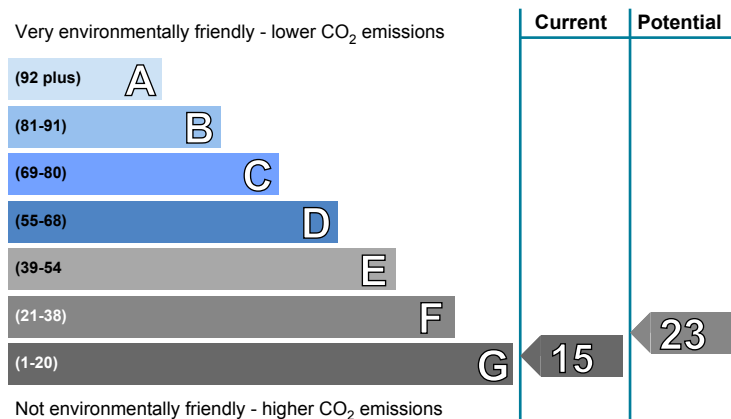 Very environmentally friendly - lower CO₂ emissions
Current
Potential
(92 plus) A
(81-91) B
(69-80) C
(55-68) D
(39-54 E
(21-38) F
(1-20) G
15
23
Not environmentally friendly - higher CO₂ emissions